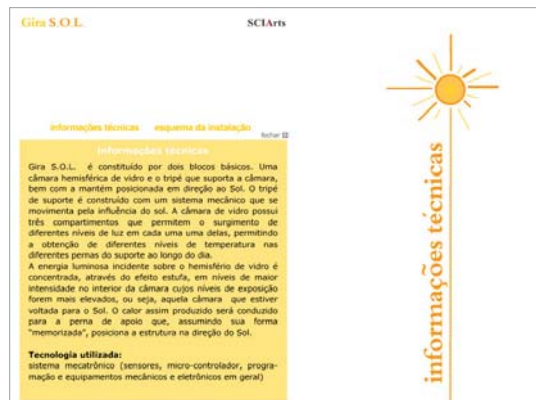 Gira S.O.L.
SCIArts
informações técnicas esquema da instalação
fechar
informações técnicas
Gira S.O.L. é constituído por dois blocos básicos. Uma
câmara hemisférica de vidro e o tripé que suporta a câmara,
bem com a mantém posicionada em direção ao Sol. O tripé
de suporte é construído com um sistema mecânico que se
movimenta pela influência do sol. A câmara de vidro possui
três compartimentos que permitem o surgimento de
diferentes níveis de luz em cada uma uma delas, permitindo
a obtenção de diferentes níveis de temperatura nas
diferentes pernas do suporte ao longo do dia.
A energia luminosa incidente sobre o hemisfério de vidro é
concentrada, através do efeito estufa, em níveis de maior
intensidade no interior da câmara cujos níveis de exposição
forem mais elevados, ou seja, aquela câmara que estiver
voltada para o Sol. O calor assim produzido será conduzido
para a perna de apoio que, assumindo sua forma
"memorizada", posiciona a estrutura na direção do Sol.
Tecnologia utilizada:
sistema mecatrônico (sensores, micro-controlador, progra-
mação e equipamentos mecânicos e eletrônicos em geral)
informações técnicas